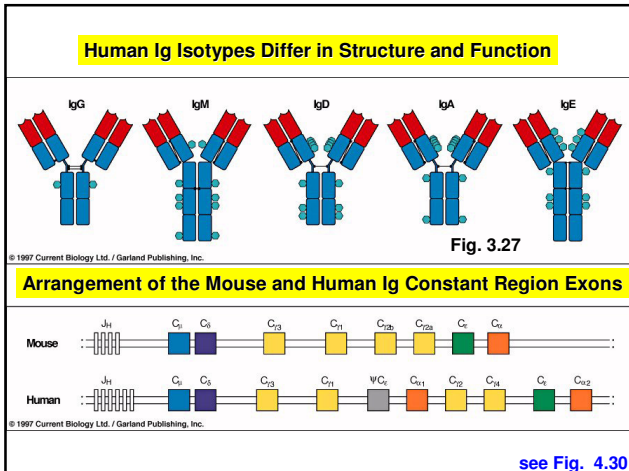 Human Ig Isotypes Differ in Structure and Function
IgG IgM IgD IgA IgE
Fig. 3.27
© 1997 Current Biology Ltd. / Garland Publishing, Inc.
Arrangement of the Mouse and Human Ig Constant Region Exons
JH Cμ Cδ Cγ3 Cγ1 Cγ2b Cγ2a Cε Cα
Mouse
JH Cμ Cδ Cγ3 Cγ1 ΨCε Cα1 Cγ2 Cγ4 Cε Cα2
Human
© 1997 Current Biology Ltd. / Garland Publishing, Inc.
see Fig. 4.30